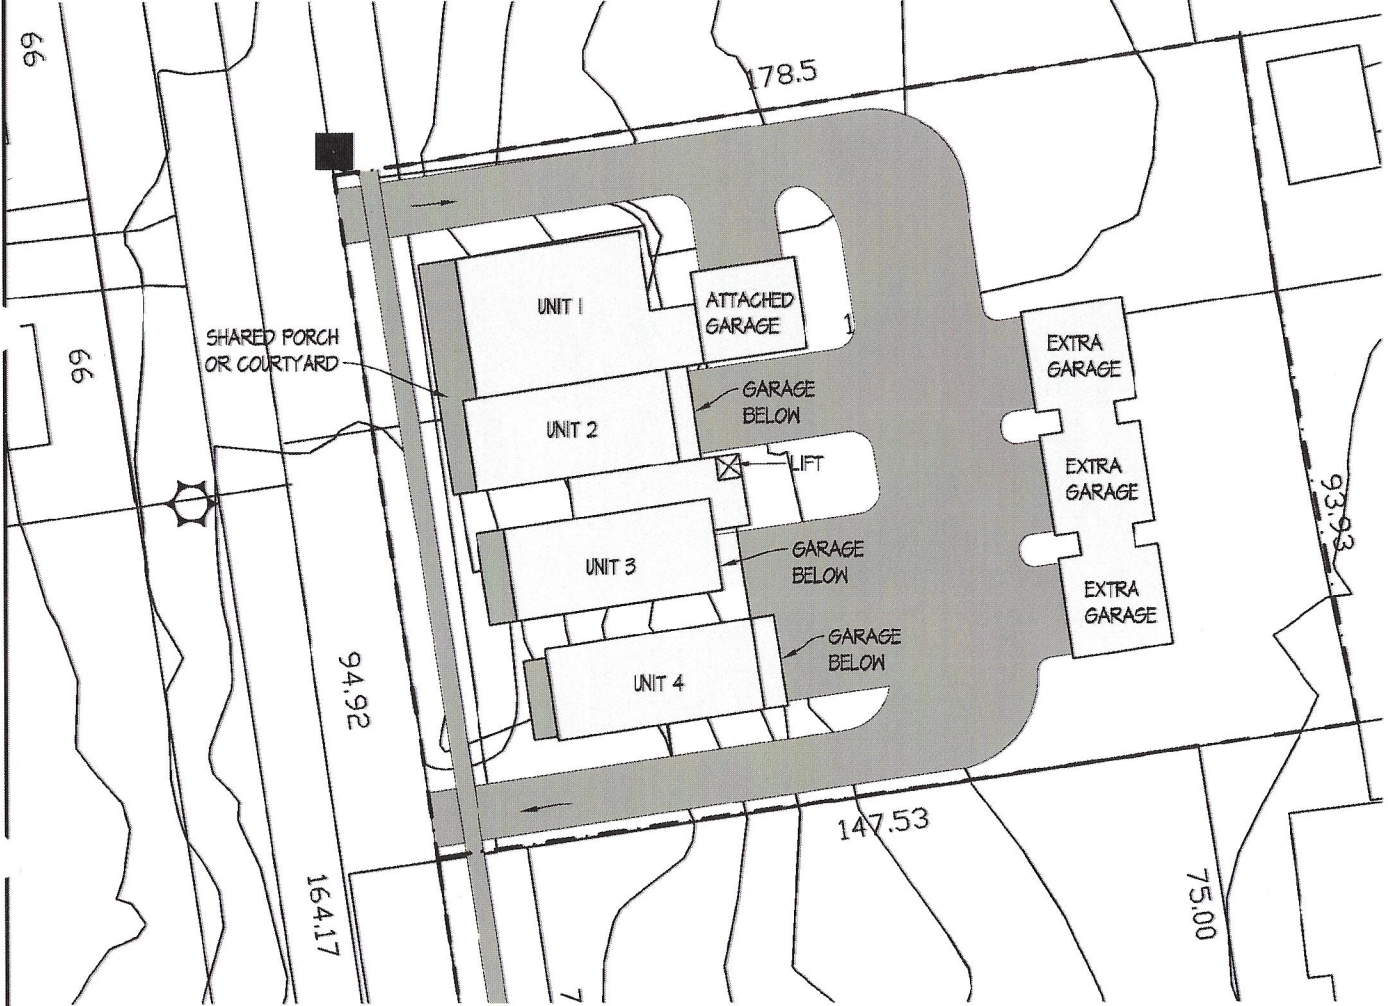 66
178.5
UNIT 1
ATTACHED
GARAGE
1
SHARED PORCH
OR COURTYARD
EXTRA
GARAGE
66
GARAGE
BELOW
UNIT 2
LIFT
EXTRA
GARAGE
93.93
UNIT 3
GARAGE
BELOW
EXTRA
GARAGE
GARAGE
BELOW
UNIT 4
94.92
147.53
164.17
75.00
7